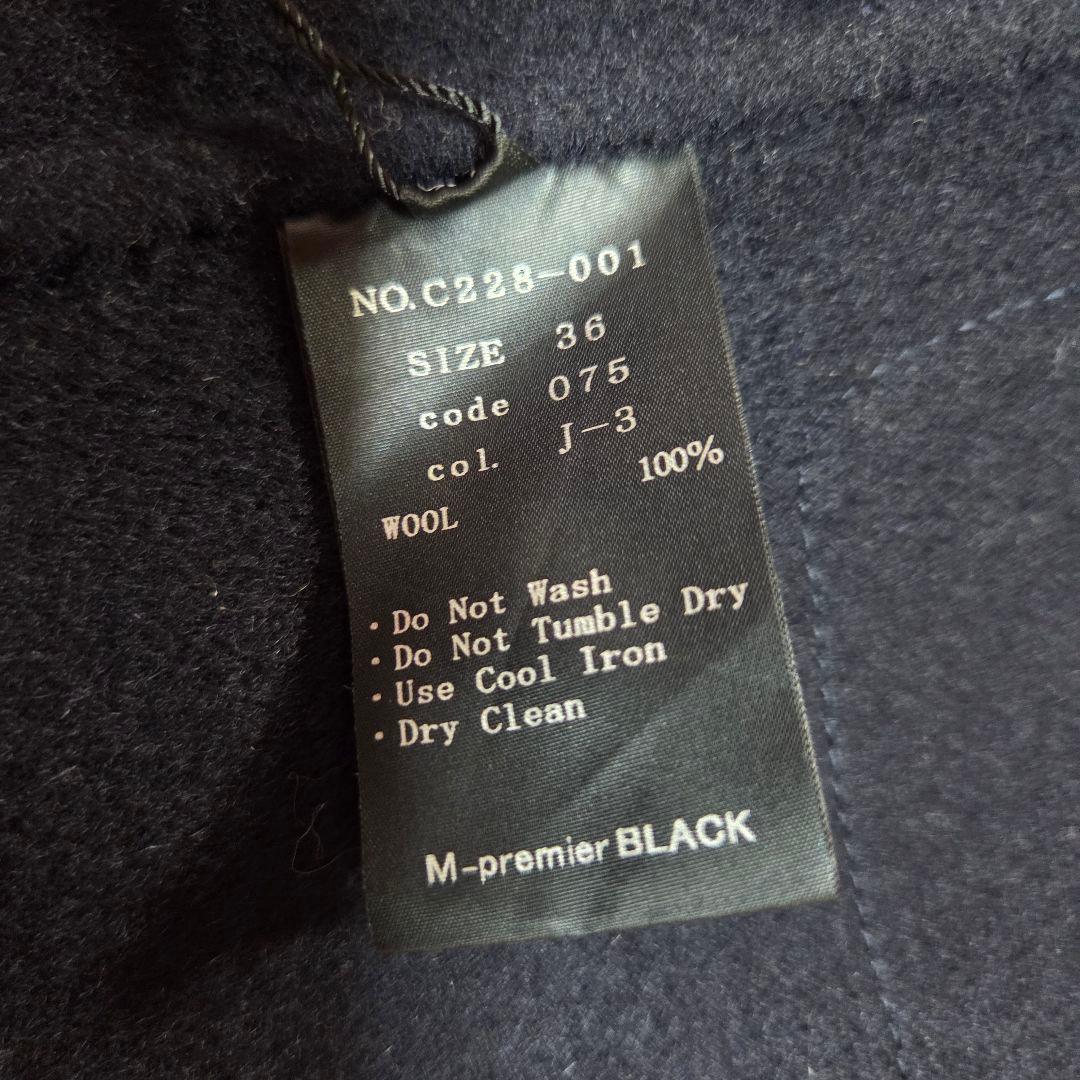 NO.C228-001
SIZE 36
code 075
col. J-3
WOOL 100%
・Do Not Wash
・Do Not Tumble Dry
・Use Cool Iron
・Dry Clean
M-premier BLACK